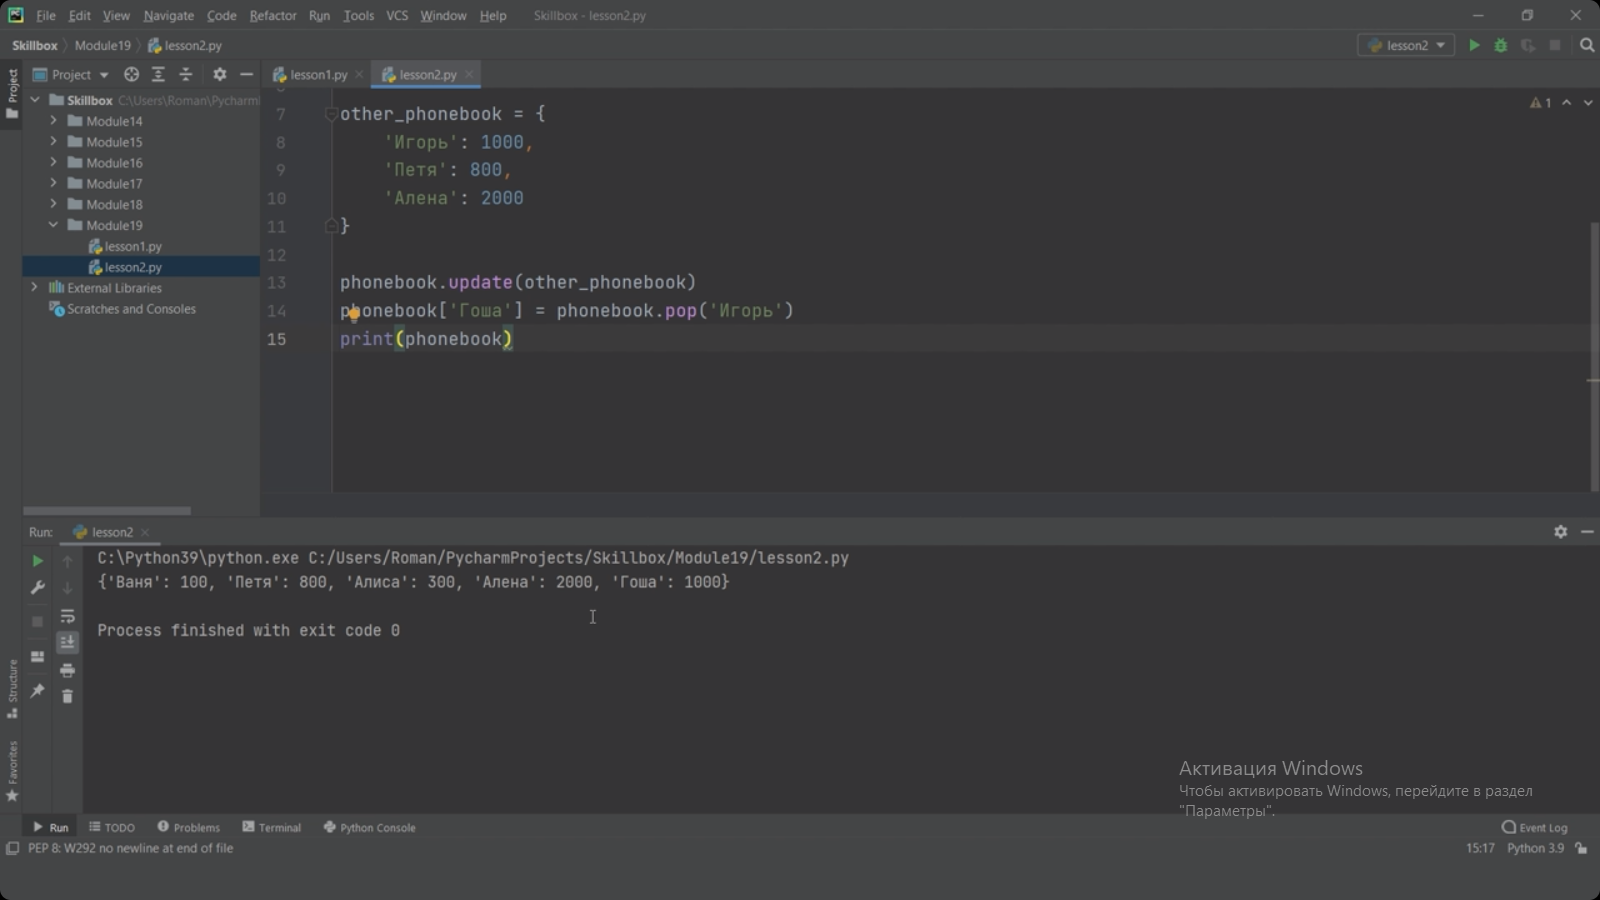 File Edit View Navigate Code Refactor Run Tools VCS Window Help Skillbox - lesson2.py
Skillbox Module19 lesson2.py lesson2
Project lesson1.py lesson2.py
Project
Skillbox C:\Users\Roman\Pycharm
Module14
Module15
Module16
Module17
Module18
Module19
lesson1.py
lesson2.py
External Libraries
Scratches and Consoles
1
7 other_phonebook = {
8 'Игорь': 1000,
9 'Петя': 800,
10 'Алена': 2000
11 }
12
13 phonebook.update(other_phonebook)
14 phonebook['Гоша'] = phonebook.pop('Игорь')
15 print(phonebook)
Run: lesson2
C:\Python39\python.exe C:/Users/Roman/PycharmProjects/Skillbox/Module19/lesson2.py
{'Ваня': 100, 'Петя': 800, 'Алиса': 300, 'Алена': 2000, 'Гоша': 1000}
Process finished with exit code 0
Structure
Favorites
Активация Windows
Чтобы активировать Windows, перейдите в раздел
"Параметры".
Run TODO Problems Terminal Python Console Event Log
PEP 8: W292 no newline at end of file 15:17 Python 3.9